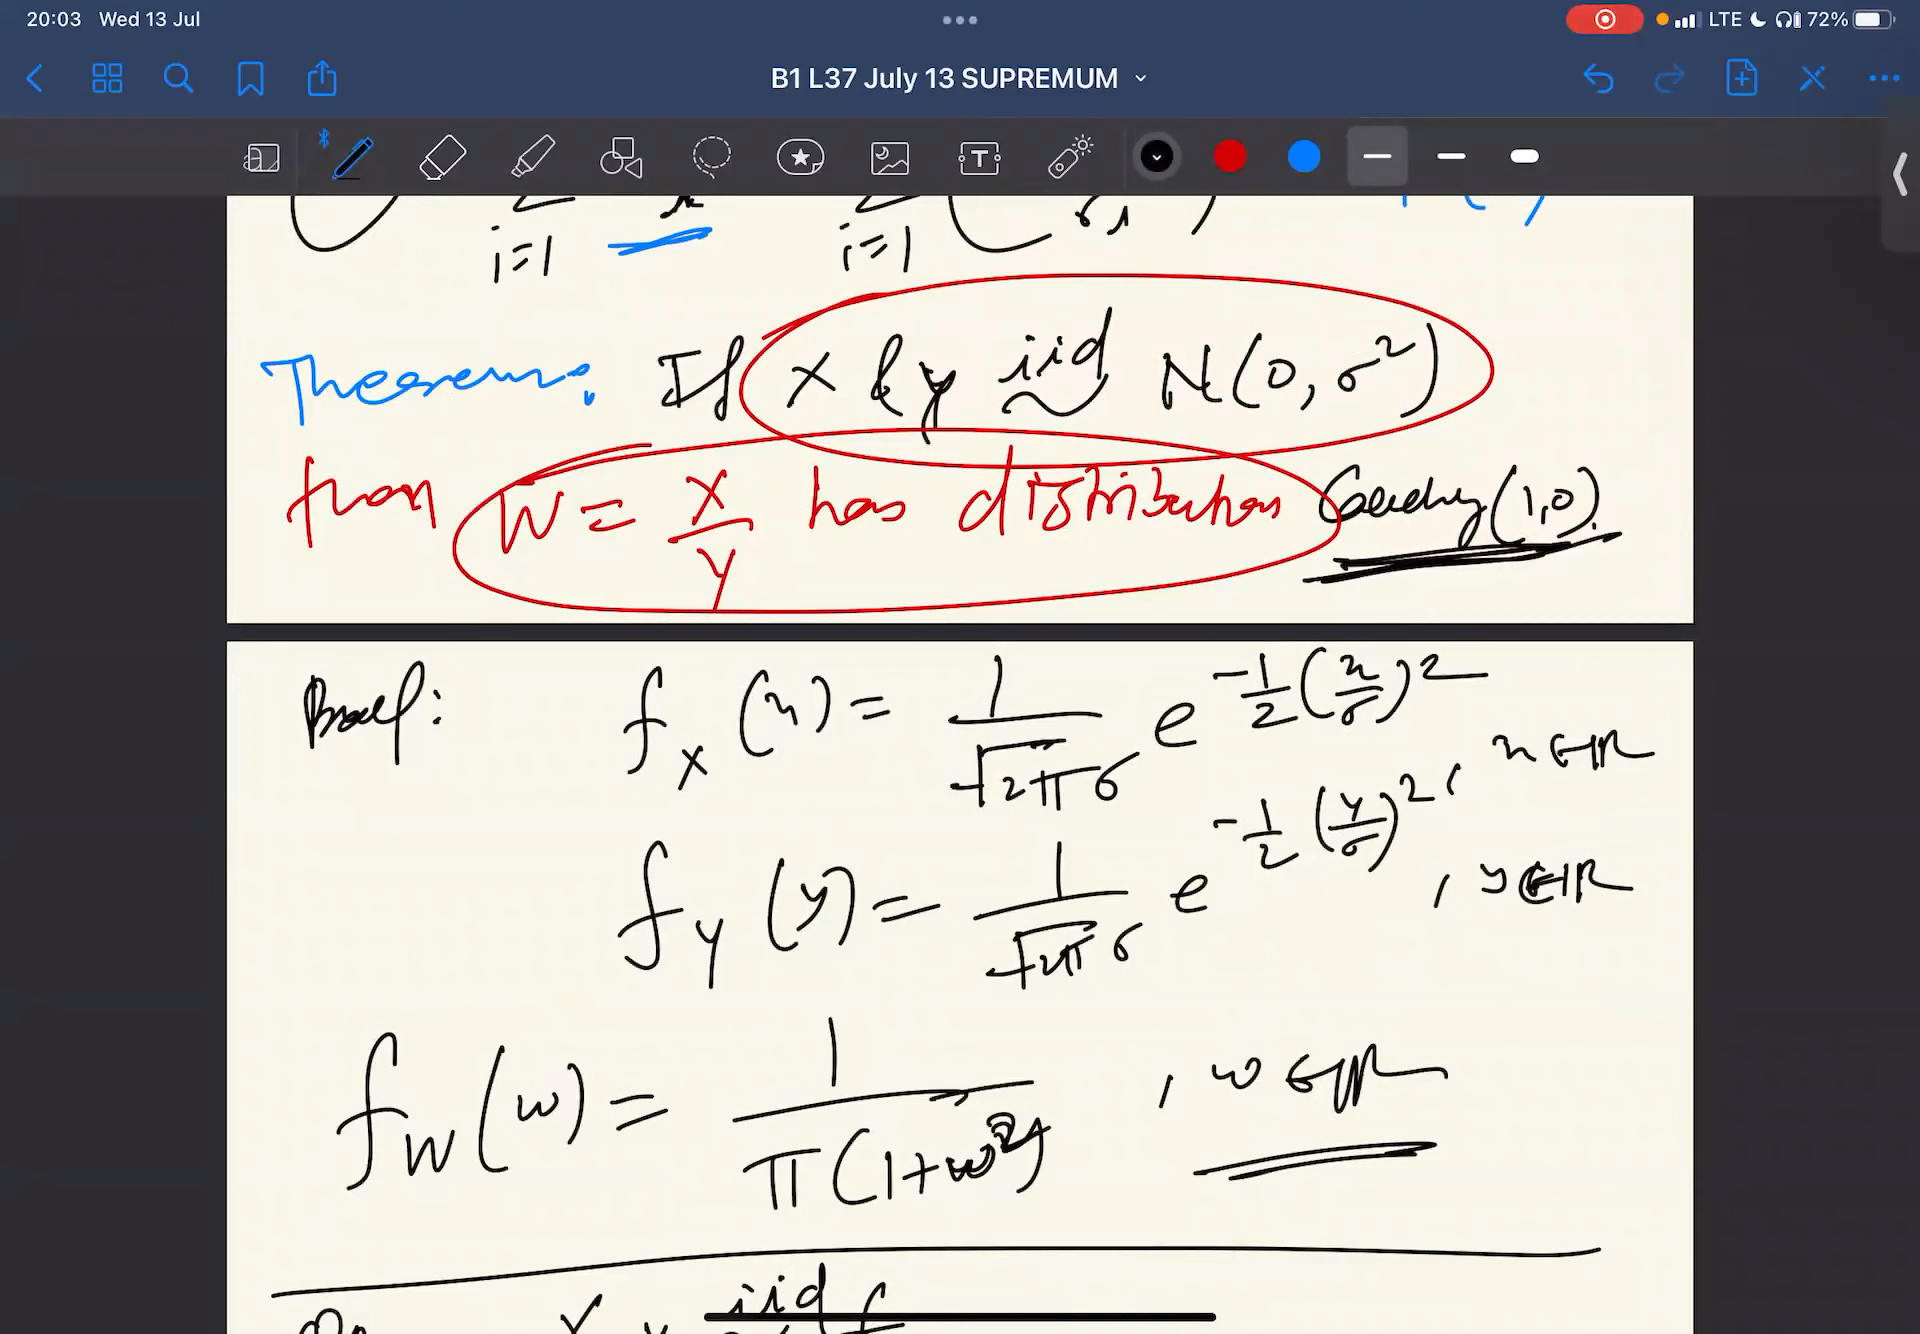 20:03 Wed 13 Jul
LTE 72%
B1 L37 July 13 SUPREMUM
i=1 i=1
Theorem: If X & Y iid ~ N(0, σ²)
then W = X/Y has distribution Cauchy(1,0).
Proof: f_X(x) = 1/(√2π σ) e^(-1/2 (x/σ)²), x ∈ ℝ
f_Y(y) = 1/(√2π σ) e^(-1/2 (y/σ)²), y ∈ ℝ
f_W(w) = 1/(π(1+w²)), w ∈ ℝ
iid